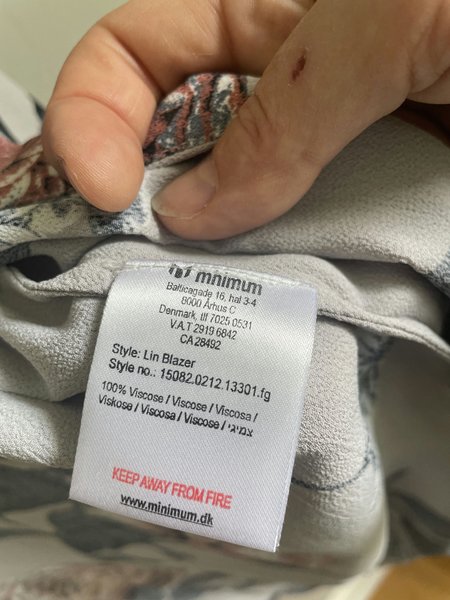 mnimum
Balticagade 16, hal 3-4
8000 Århus C
Denmark, tlf 7025 0531
V.A.T 2919 6842
CA 28492
Style: Lin Blazer
Style no.: 15082.0212.13301.fg
100% Viscose / Viscose / Viscosa /
Viskose / Viscosa / Viscose / צמיגי
KEEP AWAY FROM FIRE
www.minimum.dk